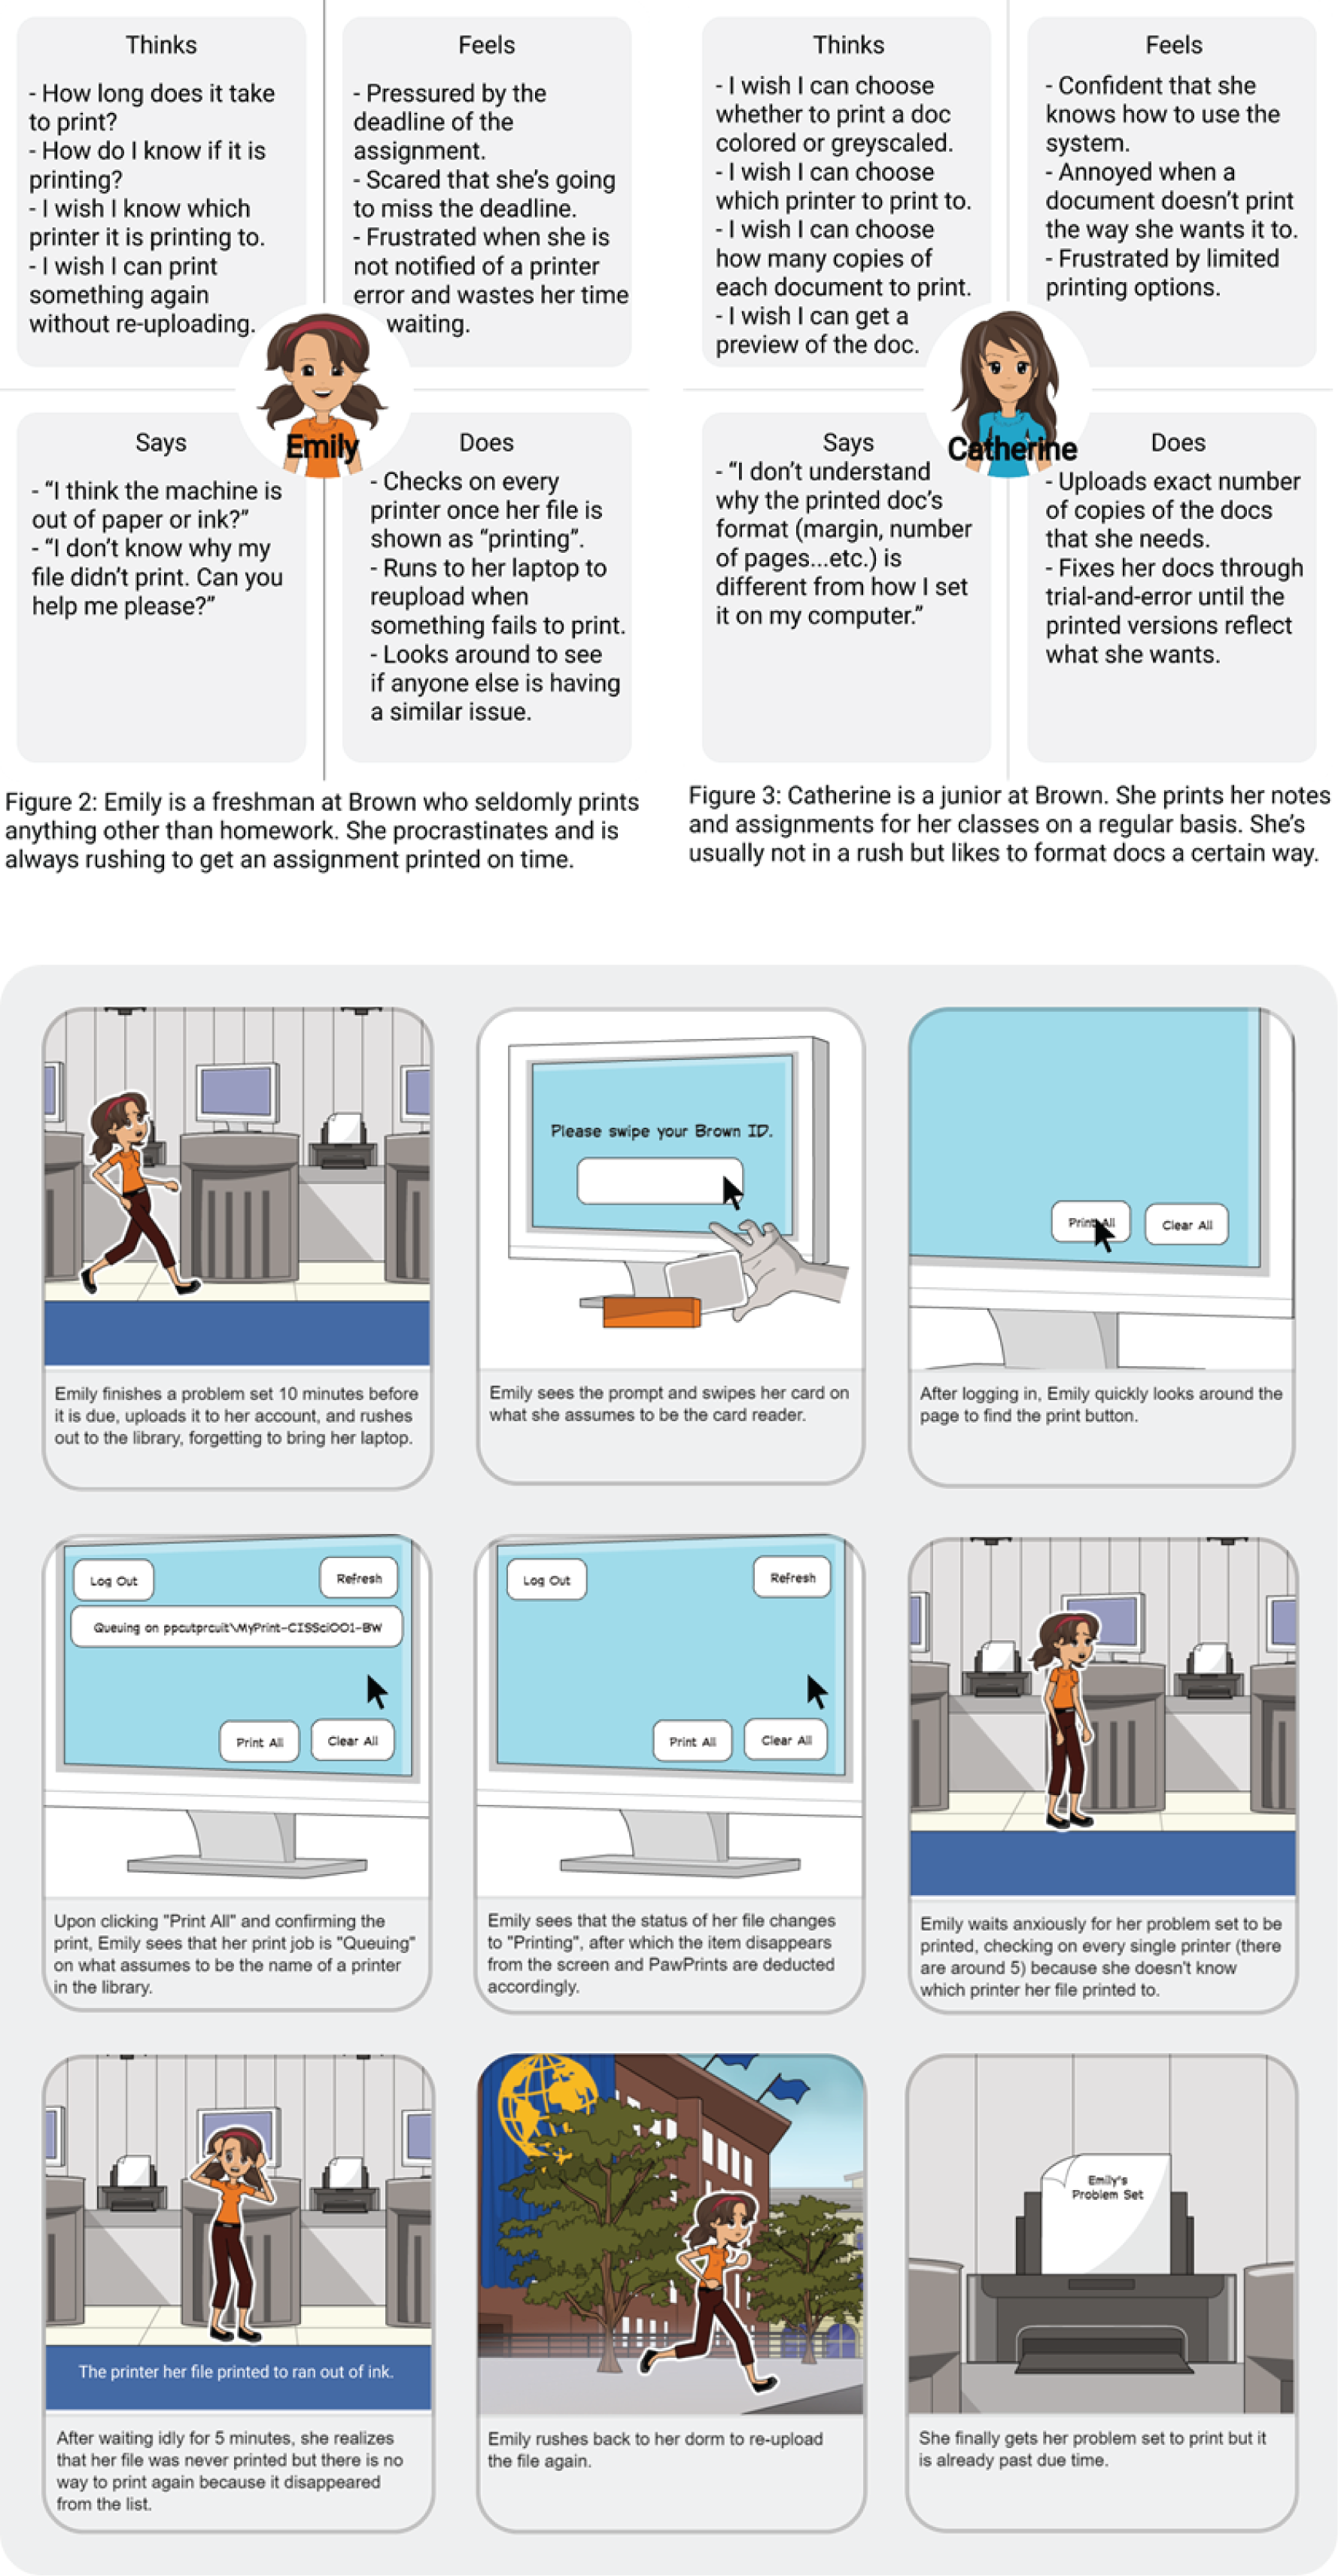 Thinks
- How long does it take
to print?
- How do I know if it is
printing?
- I wish I know which
printer it is printing to.
- I wish I can print
something again
without re-uploading.
Feels
- Pressured by the
deadline of the
assignment.
- Scared that she's going
to miss the deadline.
- Frustrated when she is
not notified of a printer
error and wastes her time
waiting.
Emily
Says
- “I think the machine is
out of paper or ink?”
- “I don't know why my
file didn't print. Can you
help me please?”
Does
- Checks on every
printer once her file is
shown as “printing”.
- Runs to her laptop to
reupload when
something fails to print.
- Looks around to see
if anyone else is having
a similar issue.
Figure 2: Emily is a freshman at Brown who seldomly prints
anything other than homework. She procrastinates and is
always rushing to get an assignment printed on time.
Thinks
- I wish I can choose
whether to print a doc
colored or greyscaled.
- I wish I can choose
which printer to print to.
- I wish I can choose
how many copies of
each document to print.
- I wish I can get a
preview of the doc.
Feels
- Confident that she
knows how to use the
system.
- Annoyed when a
document doesn't print
the way she wants it to.
- Frustrated by limited
printing options.
Catherine
Says
- “I don't understand
why the printed doc's
format (margin, number
of pages...etc.) is
different from how I set
it on my computer.”
Does
- Uploads exact number
of copies of the docs
that she needs.
- Fixes her docs through
trial-and-error until the
printed versions reflect
what she wants.
Figure 3: Catherine is a junior at Brown. She prints her notes
and assignments for her classes on a regular basis. She's
usually not in a rush but likes to format docs a certain way.
Emily finishes a problem set 10 minutes before
it is due, uploads it to her account, and rushes
out to the library, forgetting to bring her laptop.
Please swipe your Brown ID.
Emily sees the prompt and swipes her card on
what she assumes to be the card reader.
Print All
Clear All
After logging in, Emily quickly looks around the
page to find the print button.
Log Out
Refresh
Queuing on ppcutprcuit\MyPrint-CISSci001-BW
Print All
Clear All
Upon clicking "Print All" and confirming the
print, Emily sees that her print job is "Queuing"
on what assumes to be the name of a printer
in the library.
Log Out
Refresh
Print All
Clear All
Emily sees that the status of her file changes
to "Printing", after which the item disappears
from the screen and PawPrints are deducted
accordingly.
Emily waits anxiously for her problem set to be
printed, checking on every single printer (there
are around 5) because she doesn't know
which printer her file printed to.
The printer her file printed to ran out of ink.
After waiting idly for 5 minutes, she realizes
that her file was never printed but there is no
way to print again because it disappeared
from the list.
Emily rushes back to her dorm to re-upload
the file again.
Emily's
Problem Set
She finally gets her problem set to print but it
is already past due time.